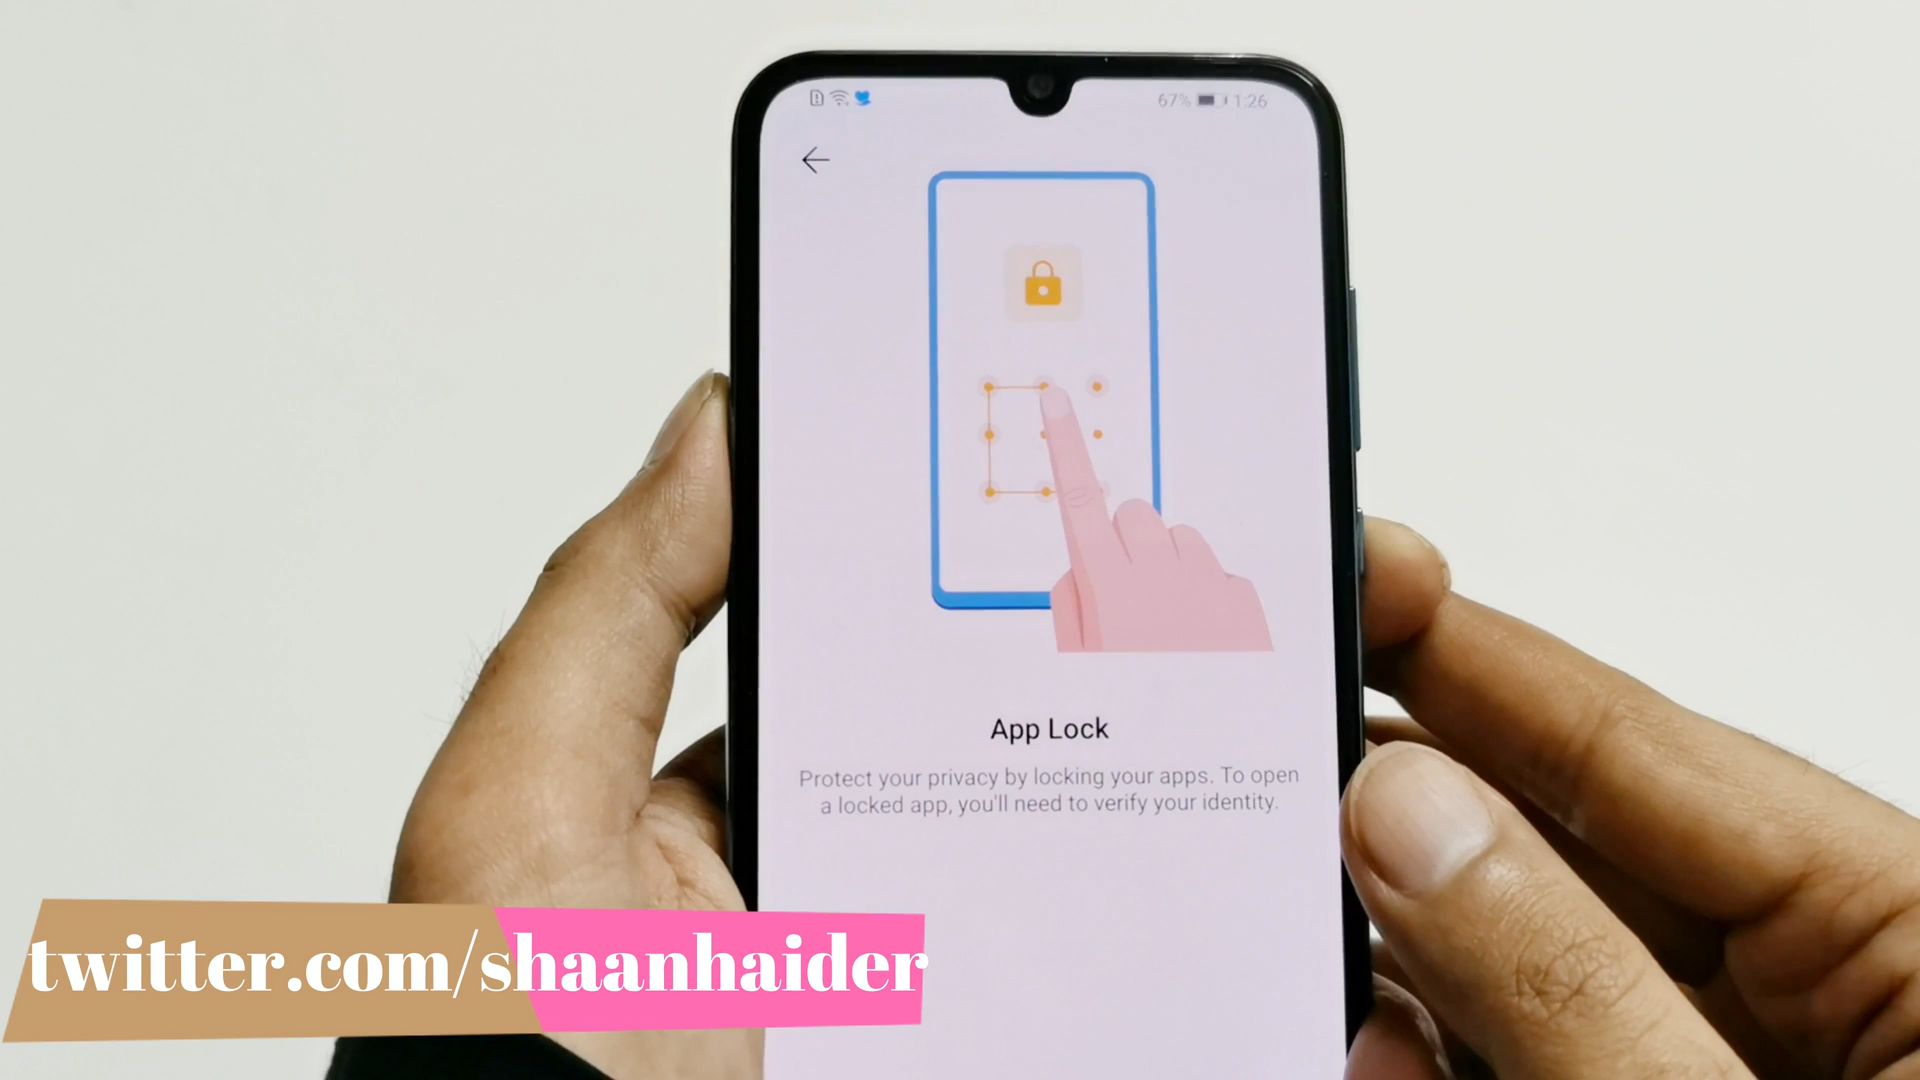 67% 1:26
App Lock
Protect your privacy by locking your apps. To open
a locked app, you'll need to verify your identity.
twitter.com/shaanhaider